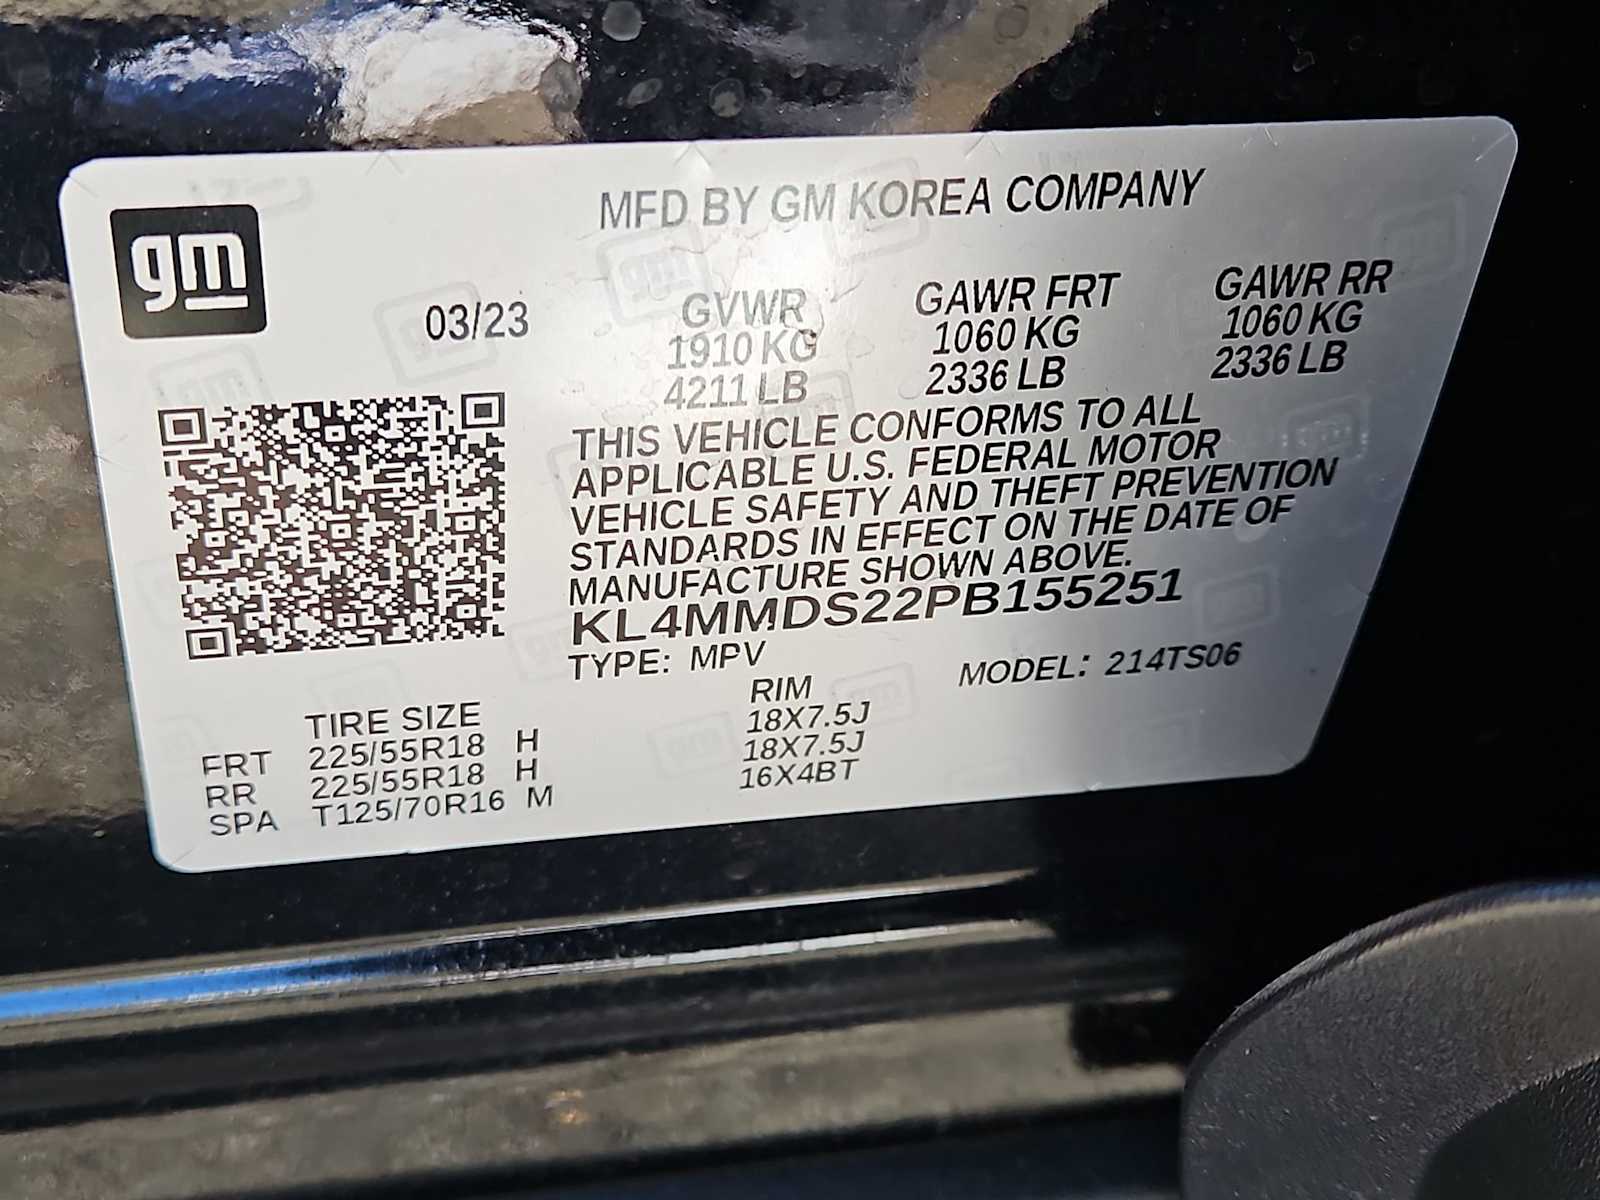 gm
MFD BY GM KOREA COMPANY
03/23
GVWR GAWR FRT GAWR RR
1910 KG 1060 KG 1060 KG
4211 LB 2336 LB 2336 LB
THIS VEHICLE CONFORMS TO ALL
APPLICABLE U.S. FEDERAL MOTOR
VEHICLE SAFETY AND THEFT PREVENTION
STANDARDS IN EFFECT ON THE DATE OF
MANUFACTURE SHOWN ABOVE.
KL4MMDS22PB155251
TYPE: MPV MODEL: 214TS06
TIRE SIZE RIM
FRT 225/55R18 H 18X7.5J
RR 225/55R18 H 18X7.5J
SPA T125/70R16 M 16X4BT